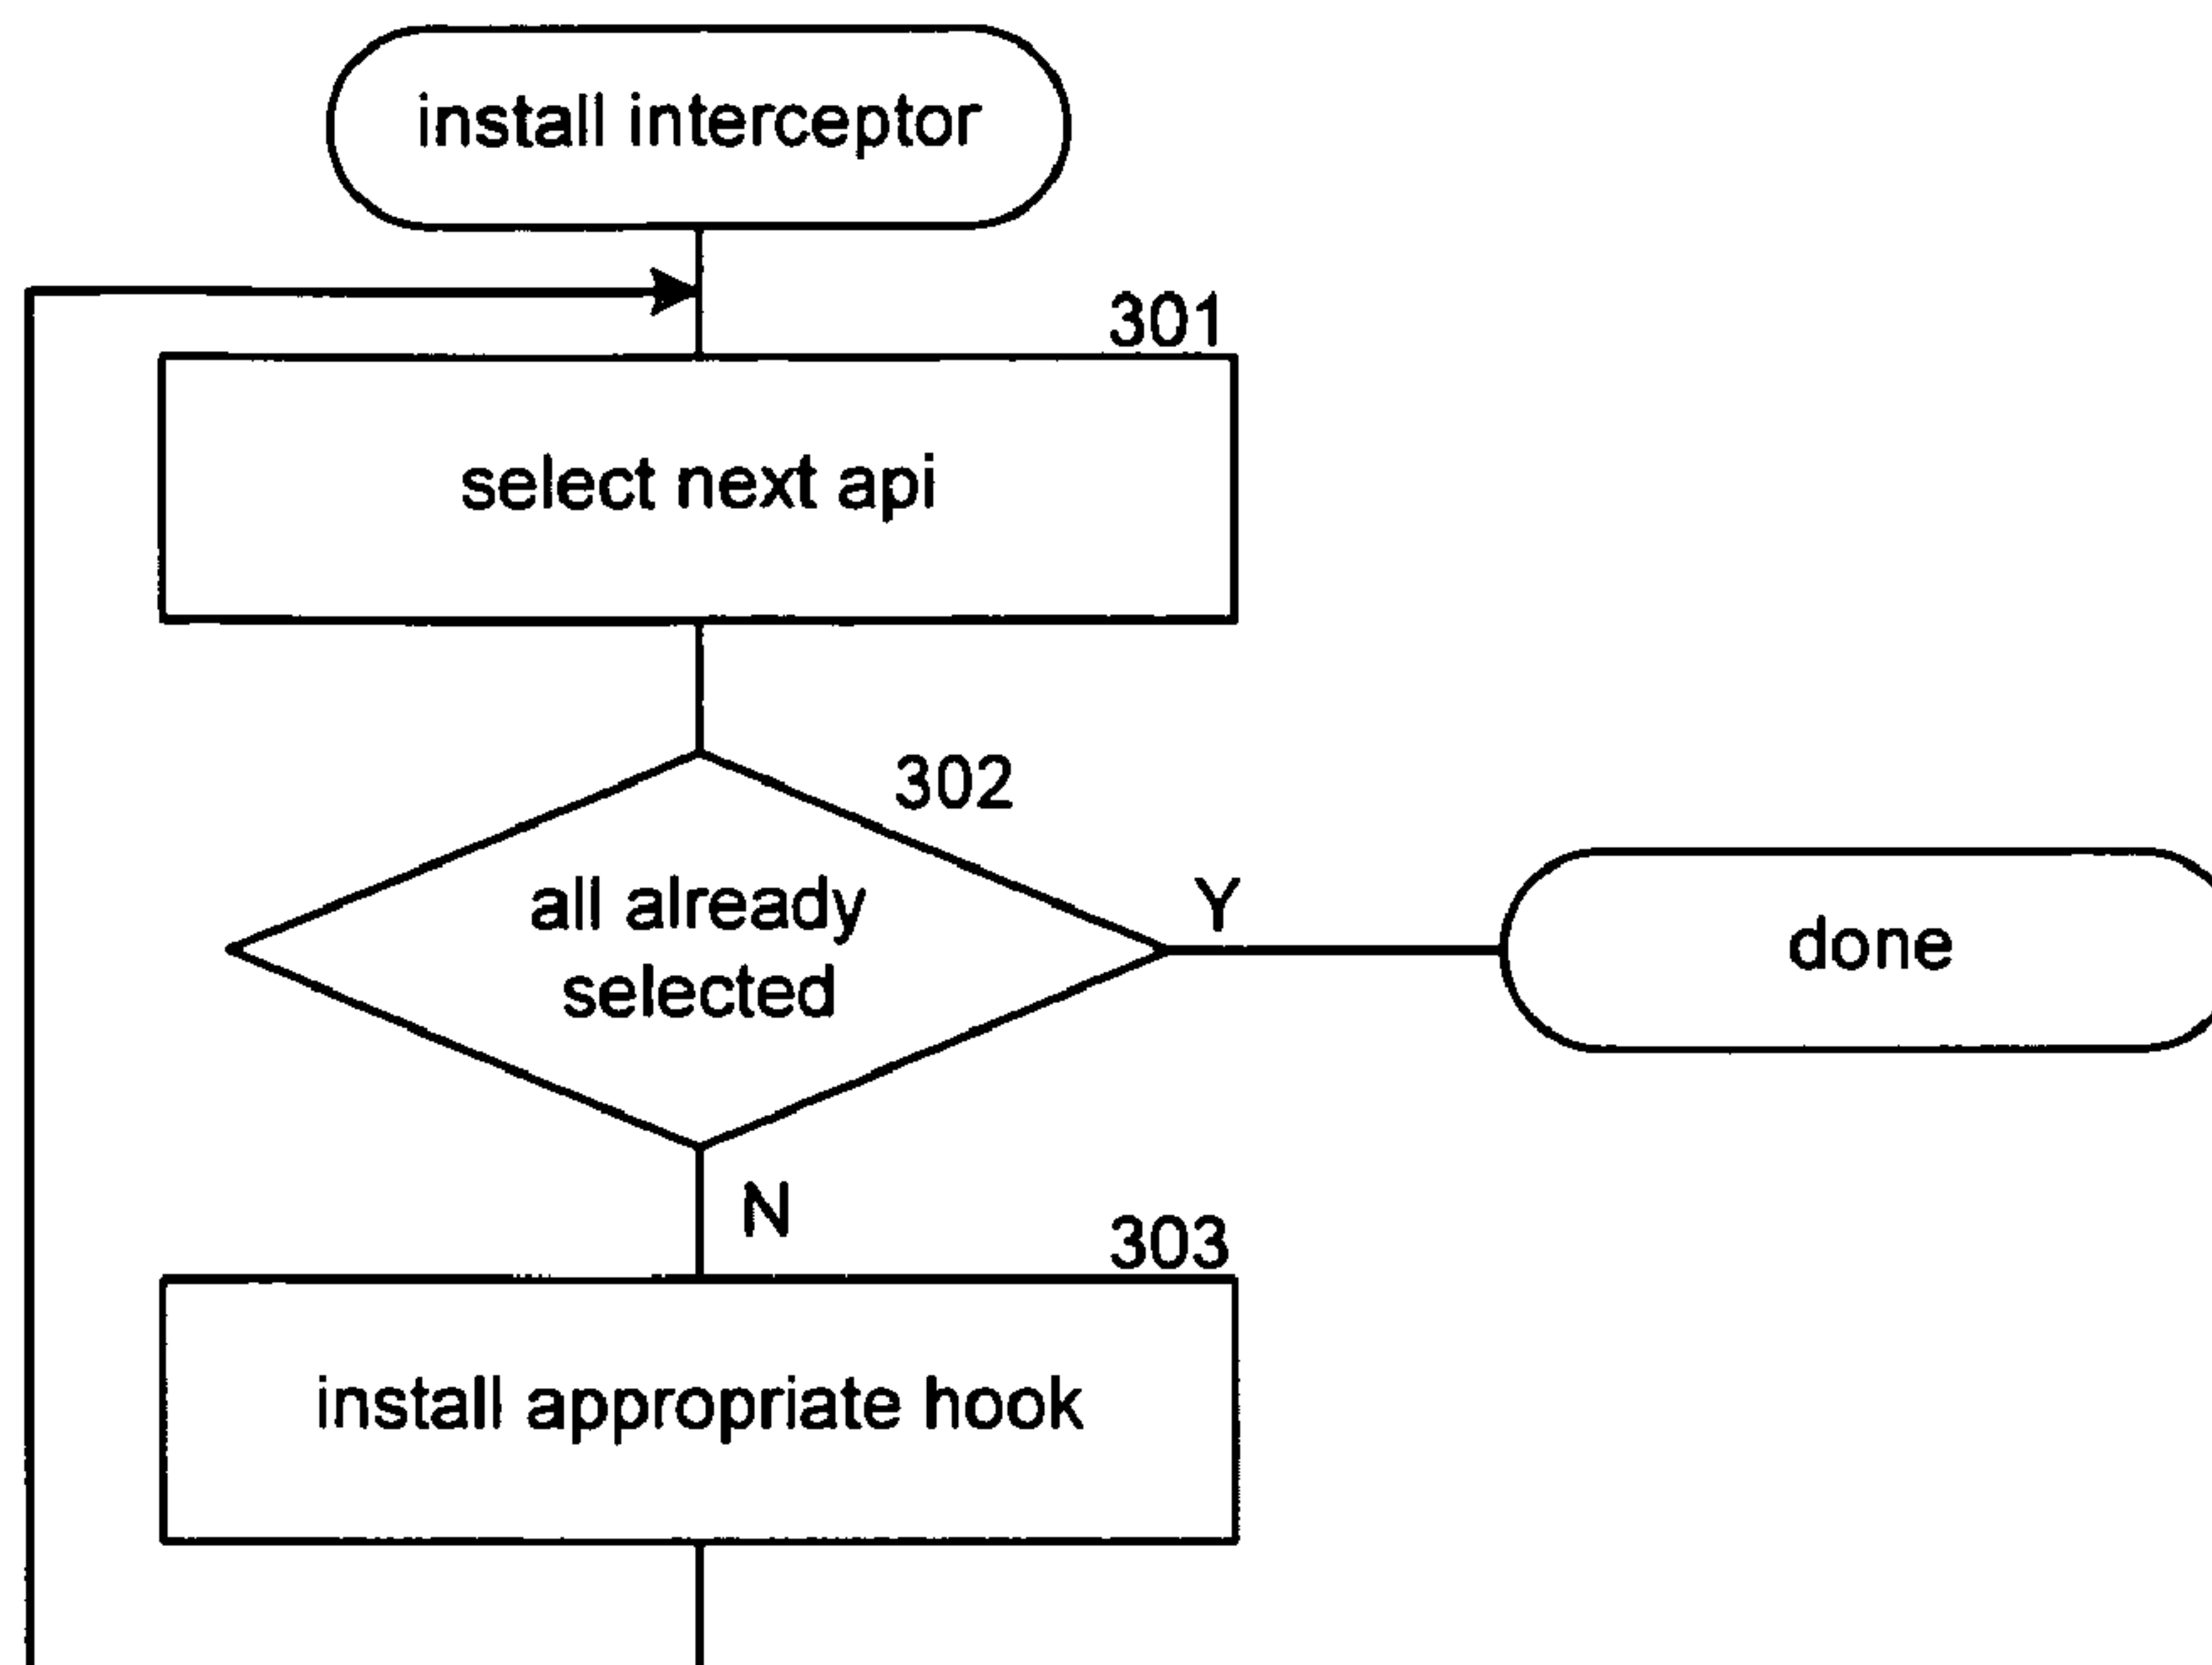 install interceptor
301
select next api
302
all already
selected
Y
done
N
303
install appropriate hook